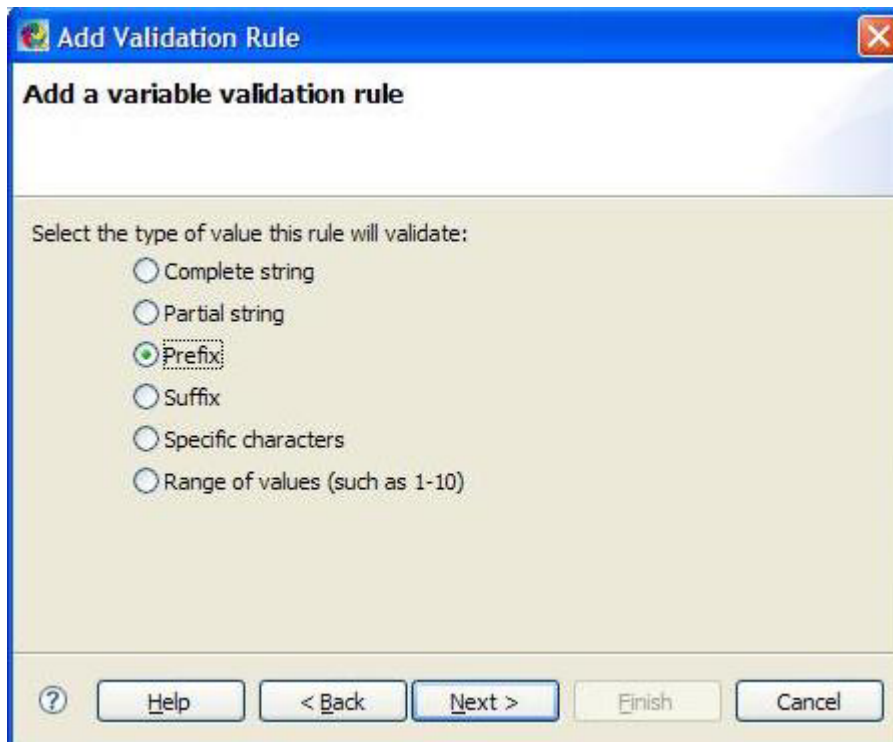 Add Validation Rule
Add a variable validation rule
Select the type of value this rule will validate:
Complete string
Partial string
Prefix
Suffix
Specific characters
Range of values (such as 1-10)
? Help < Back Next > Finish Cancel